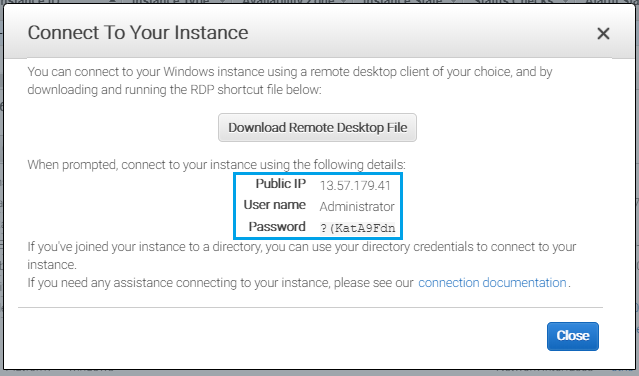 Connect To Your Instance
You can connect to your Windows instance using a remote desktop client of your choice, and by
downloading and running the RDP shortcut file below:
Download Remote Desktop File
When prompted, connect to your instance using the following details:
Public IP 13.57.179.41
User name Administrator
Password ?(KatA9Fdn
If you've joined your instance to a directory, you can use your directory credentials to connect to your
instance.
If you need any assistance connecting to your instance, please see our connection documentation.
Close